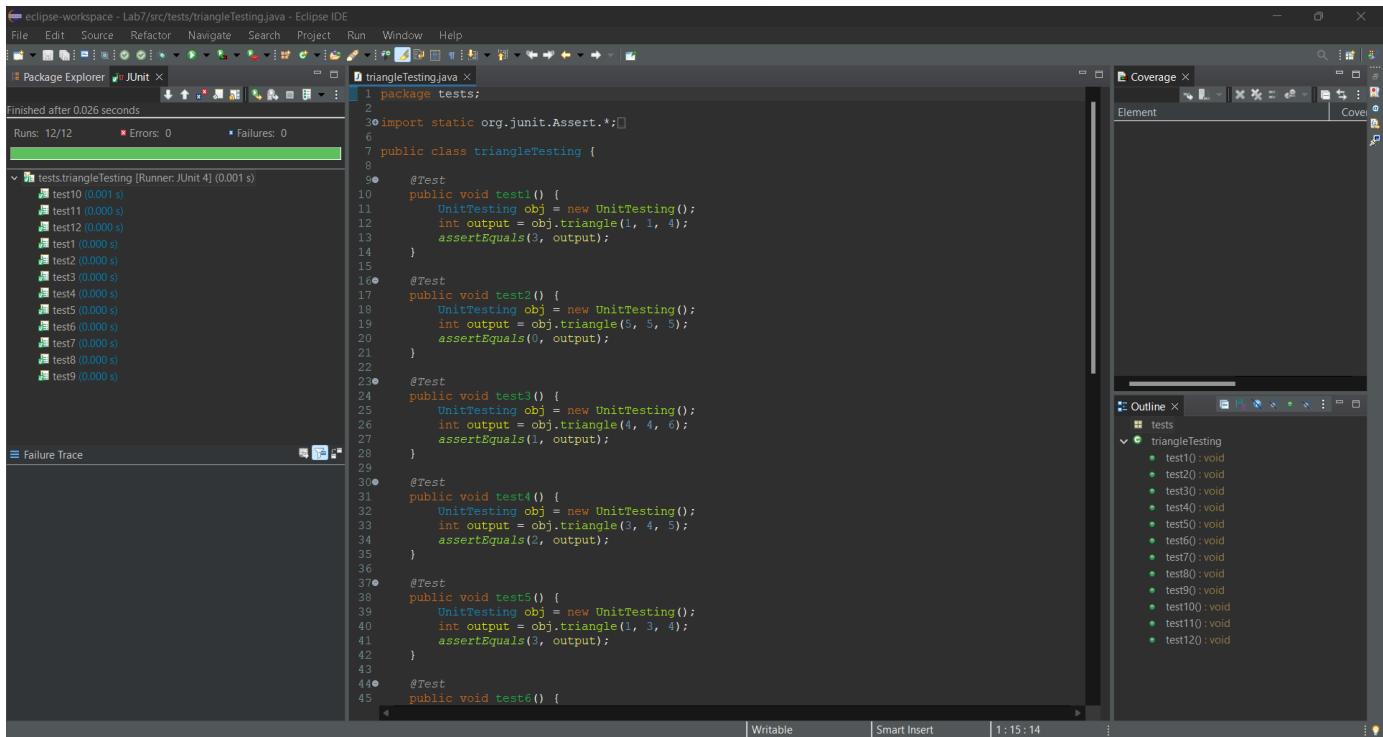 eclipse-workspace - Lab7/src/tests/triangleTesting.java - Eclipse IDE
File Edit Source Refactor Navigate Search Project Run Window Help
Package Explorer JUnit
Finished after 0.026 seconds
Runs: 12/12 Errors: 0 Failures: 0
tests.triangleTesting [Runner: JUnit 4] (0.001 s)
test10 (0.001 s)
test11 (0.000 s)
test12 (0.000 s)
test1 (0.000 s)
test2 (0.000 s)
test3 (0.000 s)
test4 (0.000 s)
test5 (0.000 s)
test6 (0.000 s)
test7 (0.000 s)
test8 (0.000 s)
test9 (0.000 s)
Failure Trace
triangleTesting.java
1 package tests;
2
3 import static org.junit.Assert.*;
6
7 public class triangleTesting {
8
9 @Test
10 public void test1() {
11 UnitTesting obj = new UnitTesting();
12 int output = obj.triangle(1, 1, 4);
13 assertEquals(3, output);
14 }
15
16 @Test
17 public void test2() {
18 UnitTesting obj = new UnitTesting();
19 int output = obj.triangle(5, 5, 5);
20 assertEquals(0, output);
21 }
22
23 @Test
24 public void test3() {
25 UnitTesting obj = new UnitTesting();
26 int output = obj.triangle(4, 4, 6);
27 assertEquals(1, output);
28 }
29
30 @Test
31 public void test4() {
32 UnitTesting obj = new UnitTesting();
33 int output = obj.triangle(3, 4, 5);
34 assertEquals(2, output);
35 }
36
37 @Test
38 public void test5() {
39 UnitTesting obj = new UnitTesting();
40 int output = obj.triangle(1, 3, 4);
41 assertEquals(3, output);
42 }
43
44 @Test
45 public void test6() {
Coverage
Element Cover
Outline
tests
triangleTesting
test1() : void
test2() : void
test3() : void
test4() : void
test5() : void
test6() : void
test7() : void
test8() : void
test9() : void
test10() : void
test11() : void
test12() : void
Writable Smart Insert 1 : 15 : 14